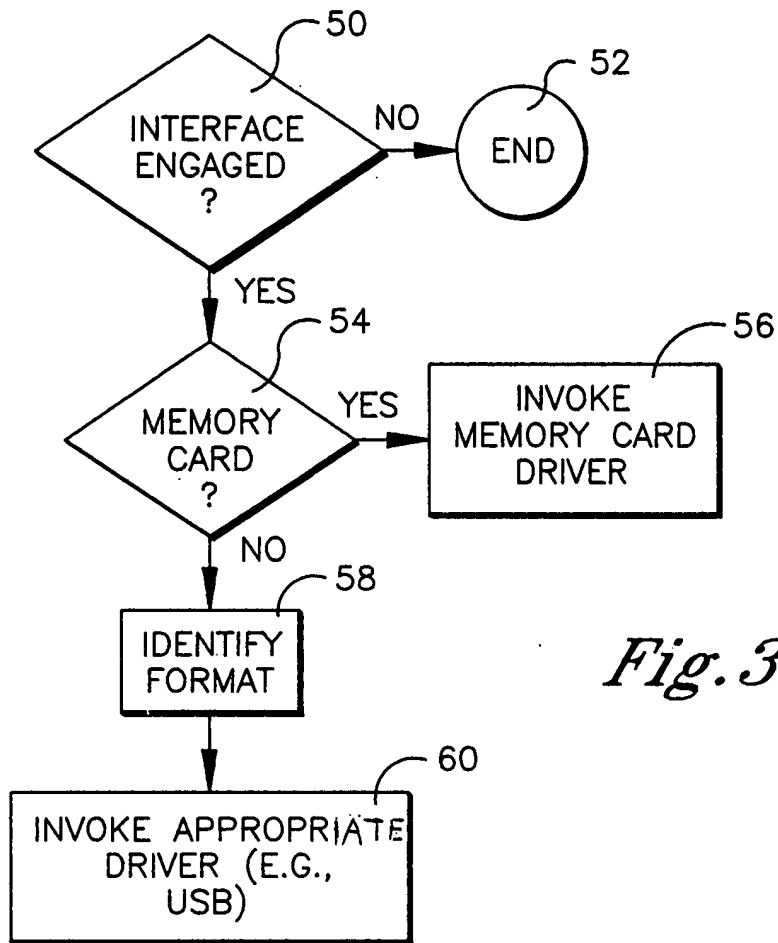 50
INTERFACE
ENGAGED
?
NO
52
END
YES
54
MEMORY
CARD
?
YES
56
INVOKE
MEMORY CARD
DRIVER
NO
58
IDENTIFY
FORMAT
Fig. 3
60
INVOKE APPROPRIATE
DRIVER (E.G.,
USB)